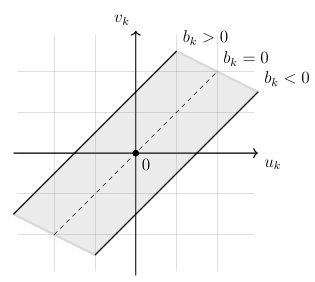 v_k
b_k > 0
b_k = 0
b_k < 0
0
u_k